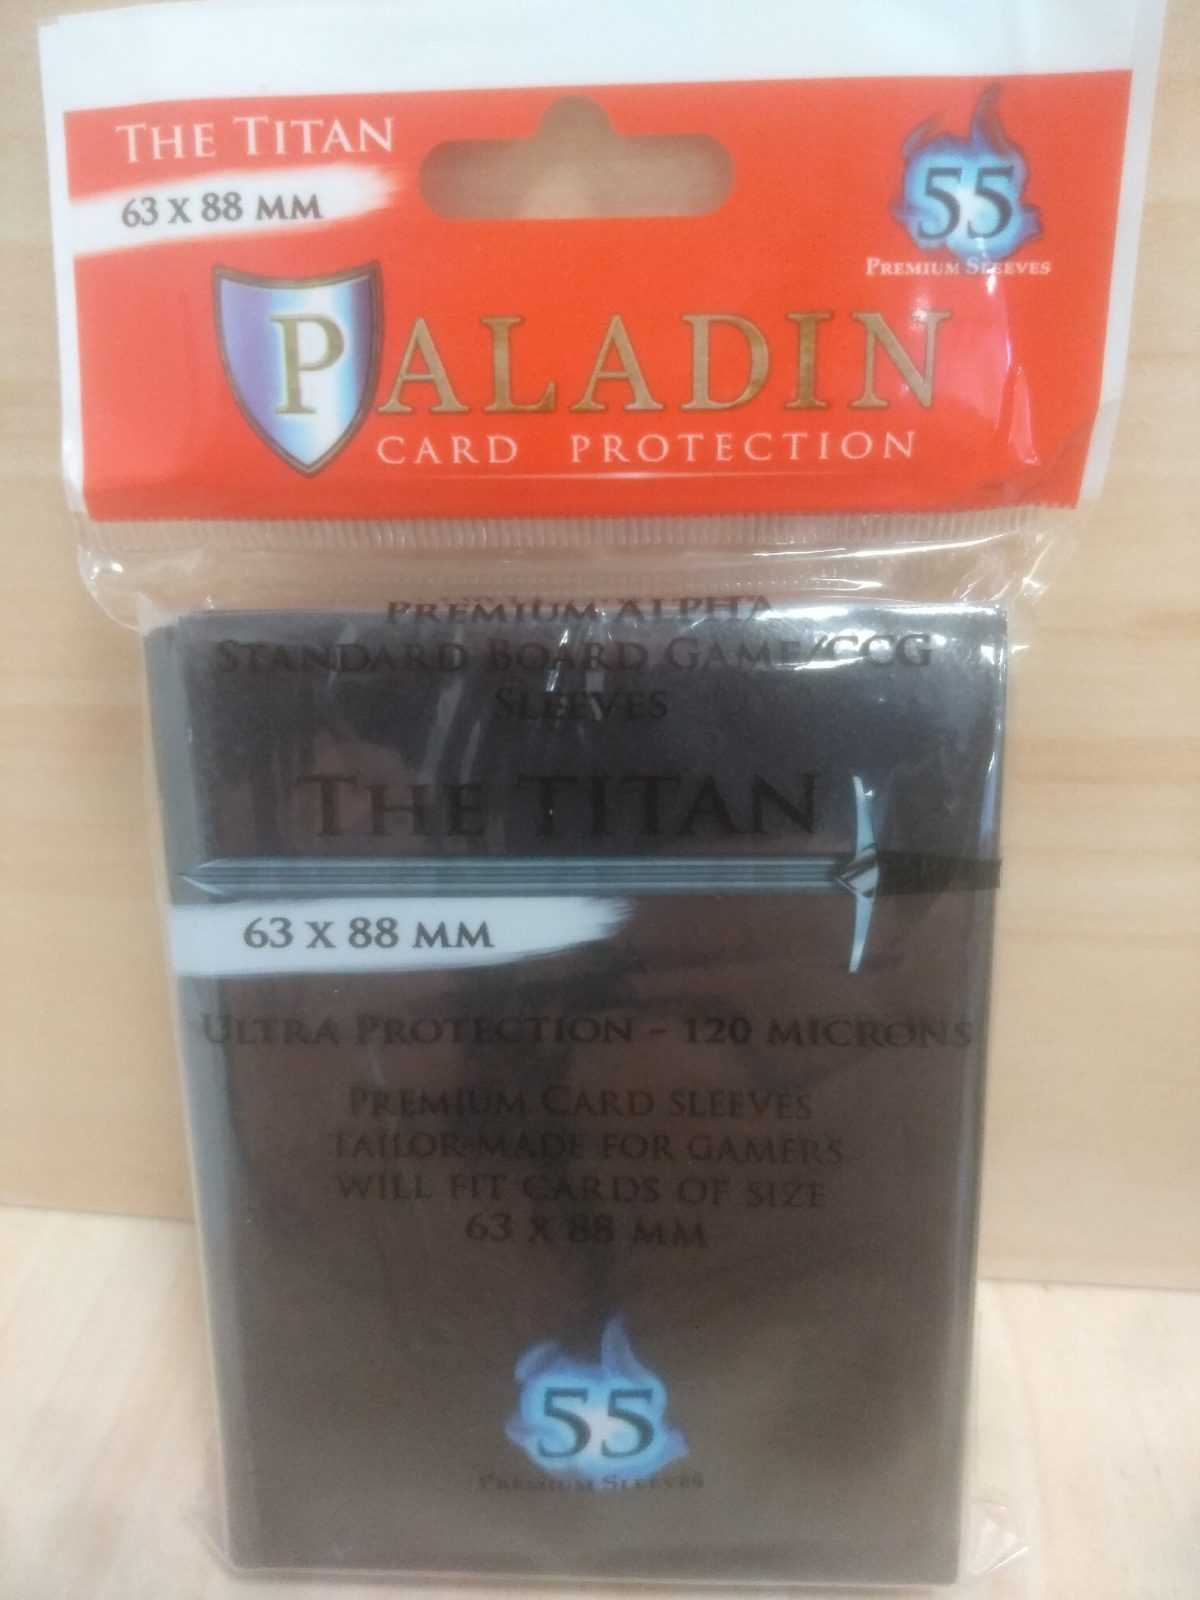 THE TITAN
63 X 88 MM
55
PREMIUM SLEEVES
PALADIN
CARD PROTECTION
PREMIUM ALPHA
STANDARD BOARD GAME/CCG
SLEEVES
THE TITAN
63 X 88 MM
ULTRA PROTECTION - 120 MICRONS
PREMIUM CARD SLEEVES
TAILOR-MADE FOR GAMERS
WILL FIT CARDS OF SIZE
63 X 88 MM
55
PREMIUM SLEEVES